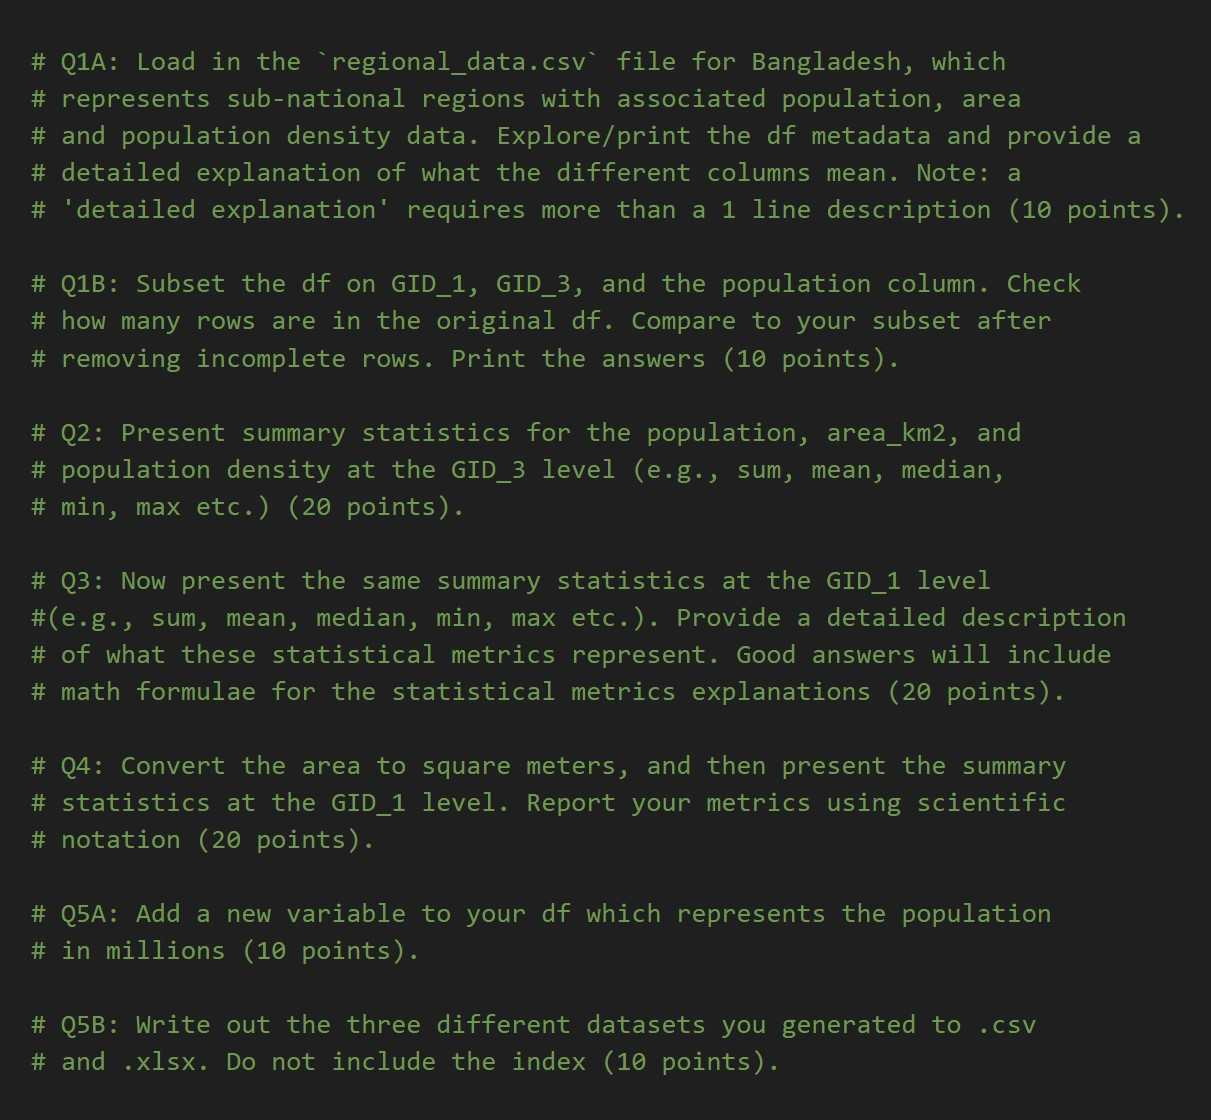 # Q1A: Load in the `regional_data.csv` file for Bangladesh, which
# represents sub-national regions with associated population, area
# and population density data. Explore/print the df metadata and provide a
# detailed explanation of what the different columns mean. Note: a
# 'detailed explanation' requires more than a 1 line description (10 points).
# Q1B: Subset the df on GID_1, GID_3, and the population column. Check
# how many rows are in the original df. Compare to your subset after
# removing incomplete rows. Print the answers (10 points).
# Q2: Present summary statistics for the population, area_km2, and
# population density at the GID_3 level (e.g., sum, mean, median,
# min, max etc.) (20 points).
# Q3: Now present the same summary statistics at the GID_1 level
#(e.g., sum, mean, median, min, max etc.). Provide a detailed description
# of what these statistical metrics represent. Good answers will include
# math formulae for the statistical metrics explanations (20 points).
# Q4: Convert the area to square meters, and then present the summary
# statistics at the GID_1 level. Report your metrics using scientific
# notation (20 points).
# Q5A: Add a new variable to your df which represents the population
# in millions (10 points).
# Q5B: Write out the three different datasets you generated to .csv
# and .xlsx. Do not include the index (10 points).